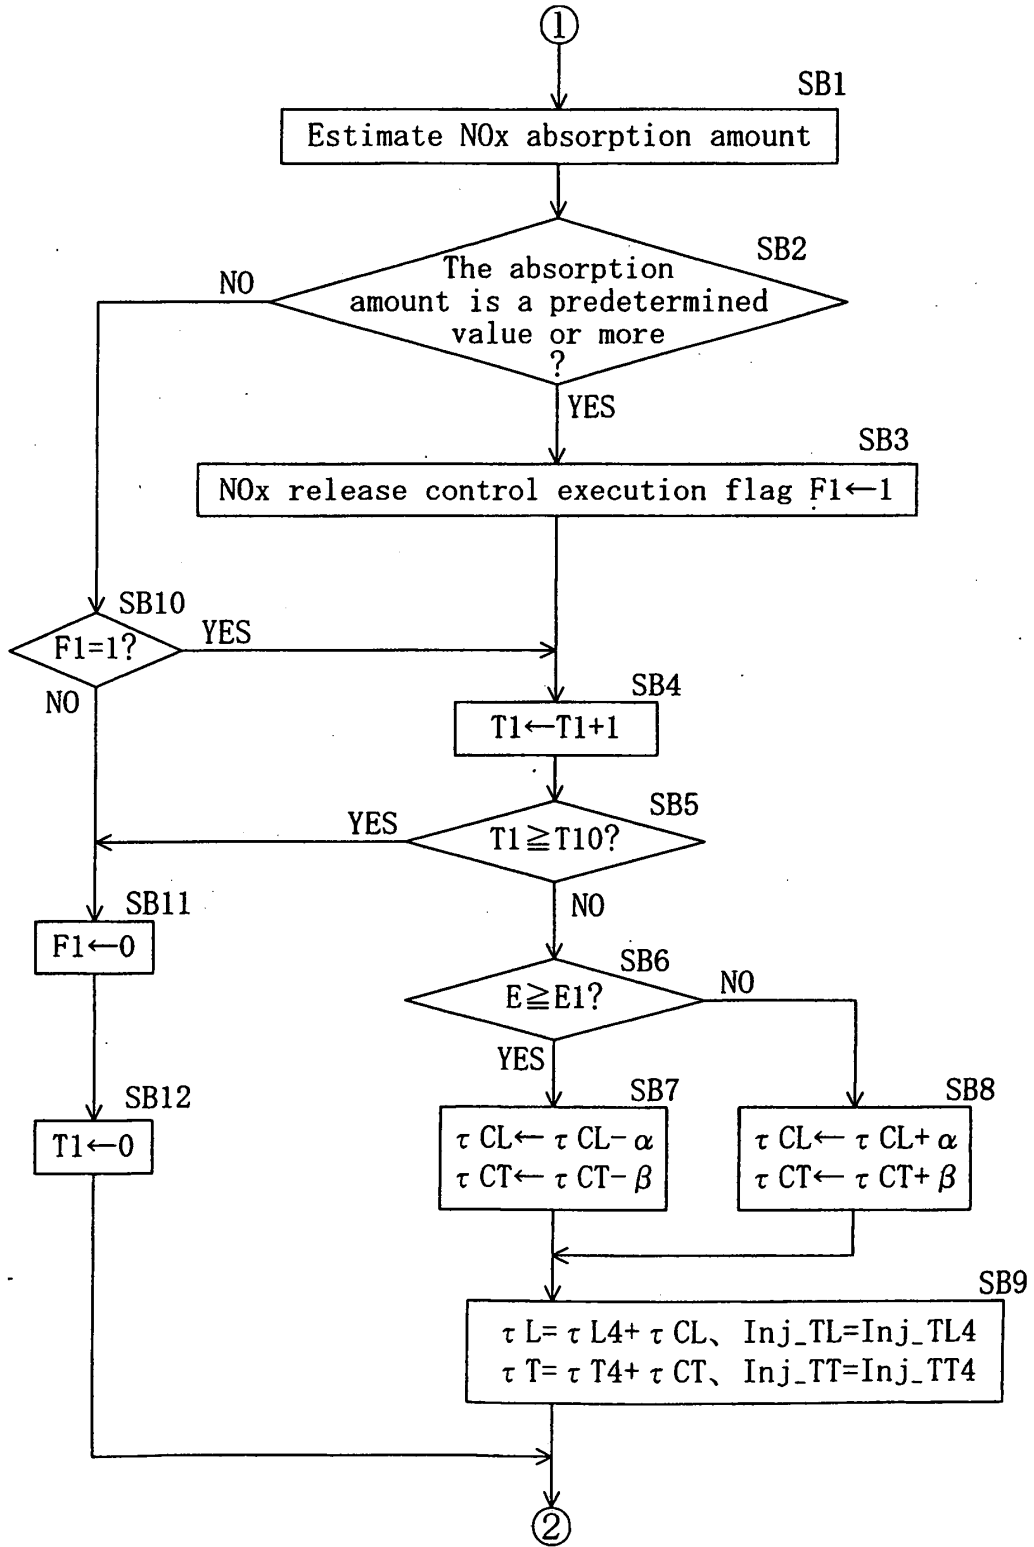 ①
SB1
Estimate NOx absorption amount
SB2
The absorption
amount is a predetermined
value or more
?
NO
YES
SB3
NOx release control execution flag F1←1
SB10
F1=1?
YES
NO
SB4
T1←T1+1
SB5
T1≧T10?
YES
NO
SB11
F1←0
SB6
E≧E1?
NO
YES
SB12
T1←0
SB7
τCL←τCL-α
τCT←τCT-β
SB8
τCL←τCL+α
τCT←τCT+β
SB9
τL=τL4+τCL、Inj_TL=Inj_TL4
τT=τT4+τCT、Inj_TT=Inj_TT4
②